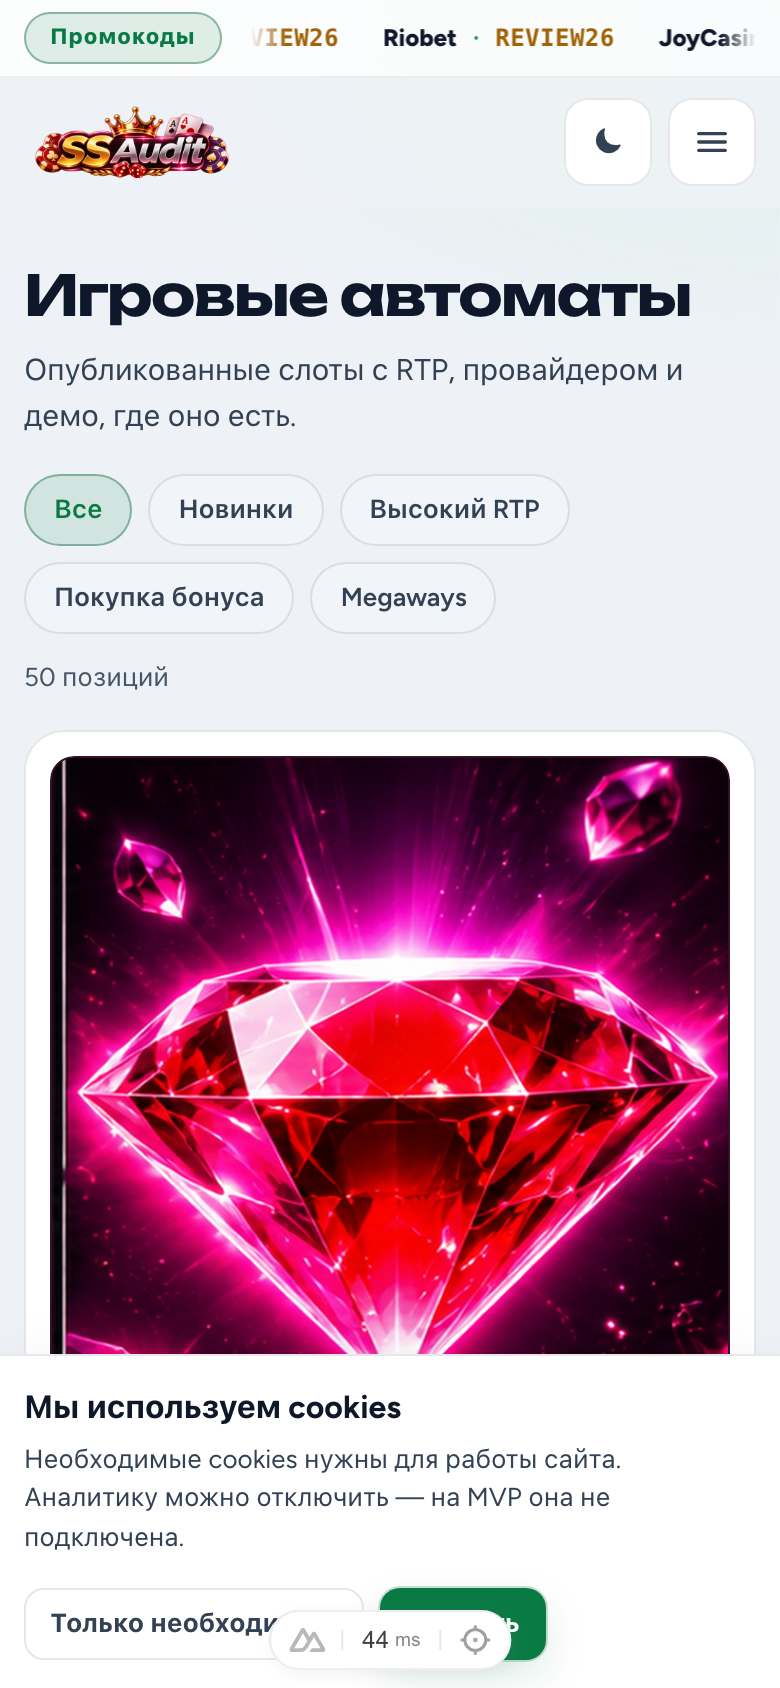 Промокоды VIEW26 Riobet · REVIEW26 JoyCasi
SSAudit
Игровые автоматы
Опубликованные слоты с RTP, провайдером и
демо, где оно есть.
Все Новинки Высокий RTP
Покупка бонуса Megaways
50 позиций
Мы используем cookies
Необходимые cookies нужны для работы сайта.
Аналитику можно отключить — на MVP она не
подключена.
Только необходи
44 ms